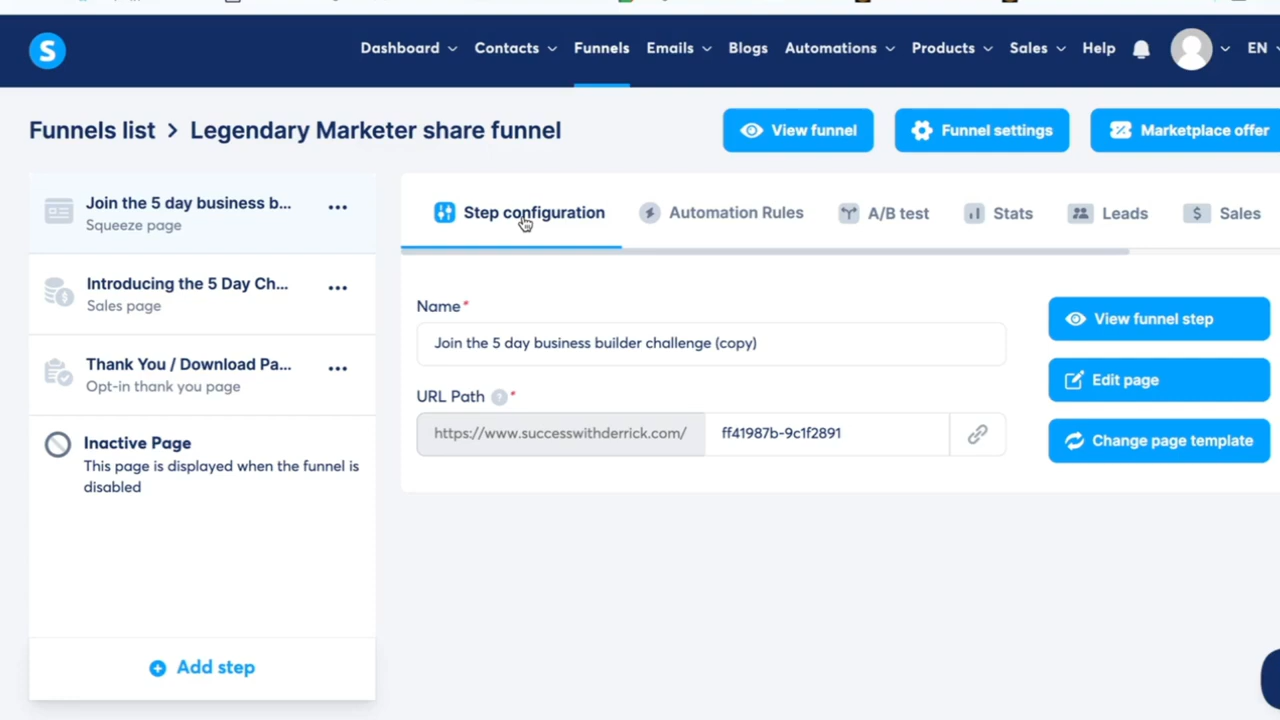 S
Dashboard Contacts Funnels Emails Blogs Automations Products Sales Help EN
Funnels list > Legendary Marketer share funnel
View funnel
Funnel settings
Marketplace offer
Join the 5 day business b...
Squeeze page
Introducing the 5 Day Ch...
Sales page
Thank You / Download Pa...
Opt-in thank you page
Inactive Page
This page is displayed when the funnel is
disabled
Add step
Step configuration Automation Rules A/B test Stats Leads Sales
Name*
Join the 5 day business builder challenge (copy)
URL Path ? *
https://www.successwithderrick.com/ ff41987b-9c1f2891
View funnel step
Edit page
Change page template